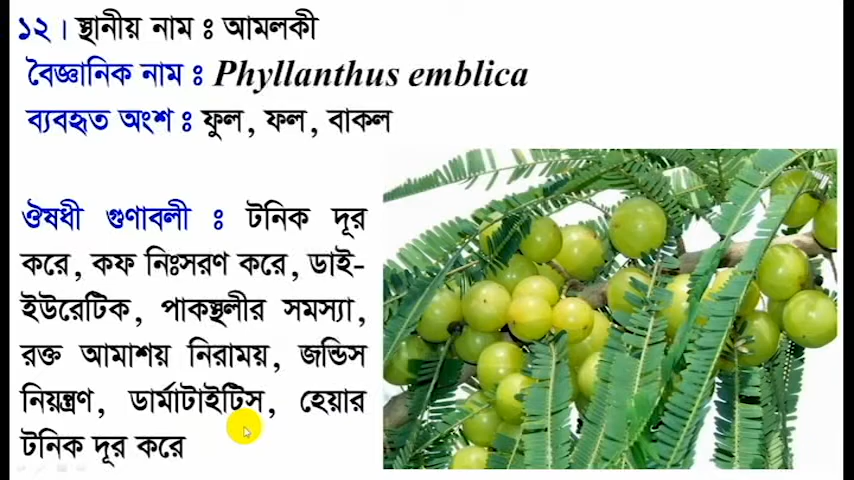 ১২। স্থানীয় নাম ঃ আমলকী
বৈজ্ঞানিক নাম ঃ Phyllanthus emblica
ব্যবহৃত অংশ ঃ ফুল, ফল, বাকল
ঔষধী গুণাবলী ঃ টনিক দূর
করে, কফ নিঃসরণ করে, ডাই-
ইউরেটিক, পাকস্থলীর সমস্যা,
রক্ত আমাশয় নিরাময়, জন্ডিস
নিয়ন্ত্রণ, ডার্মাটাইটিস, হেয়ার
টনিক দূর করে